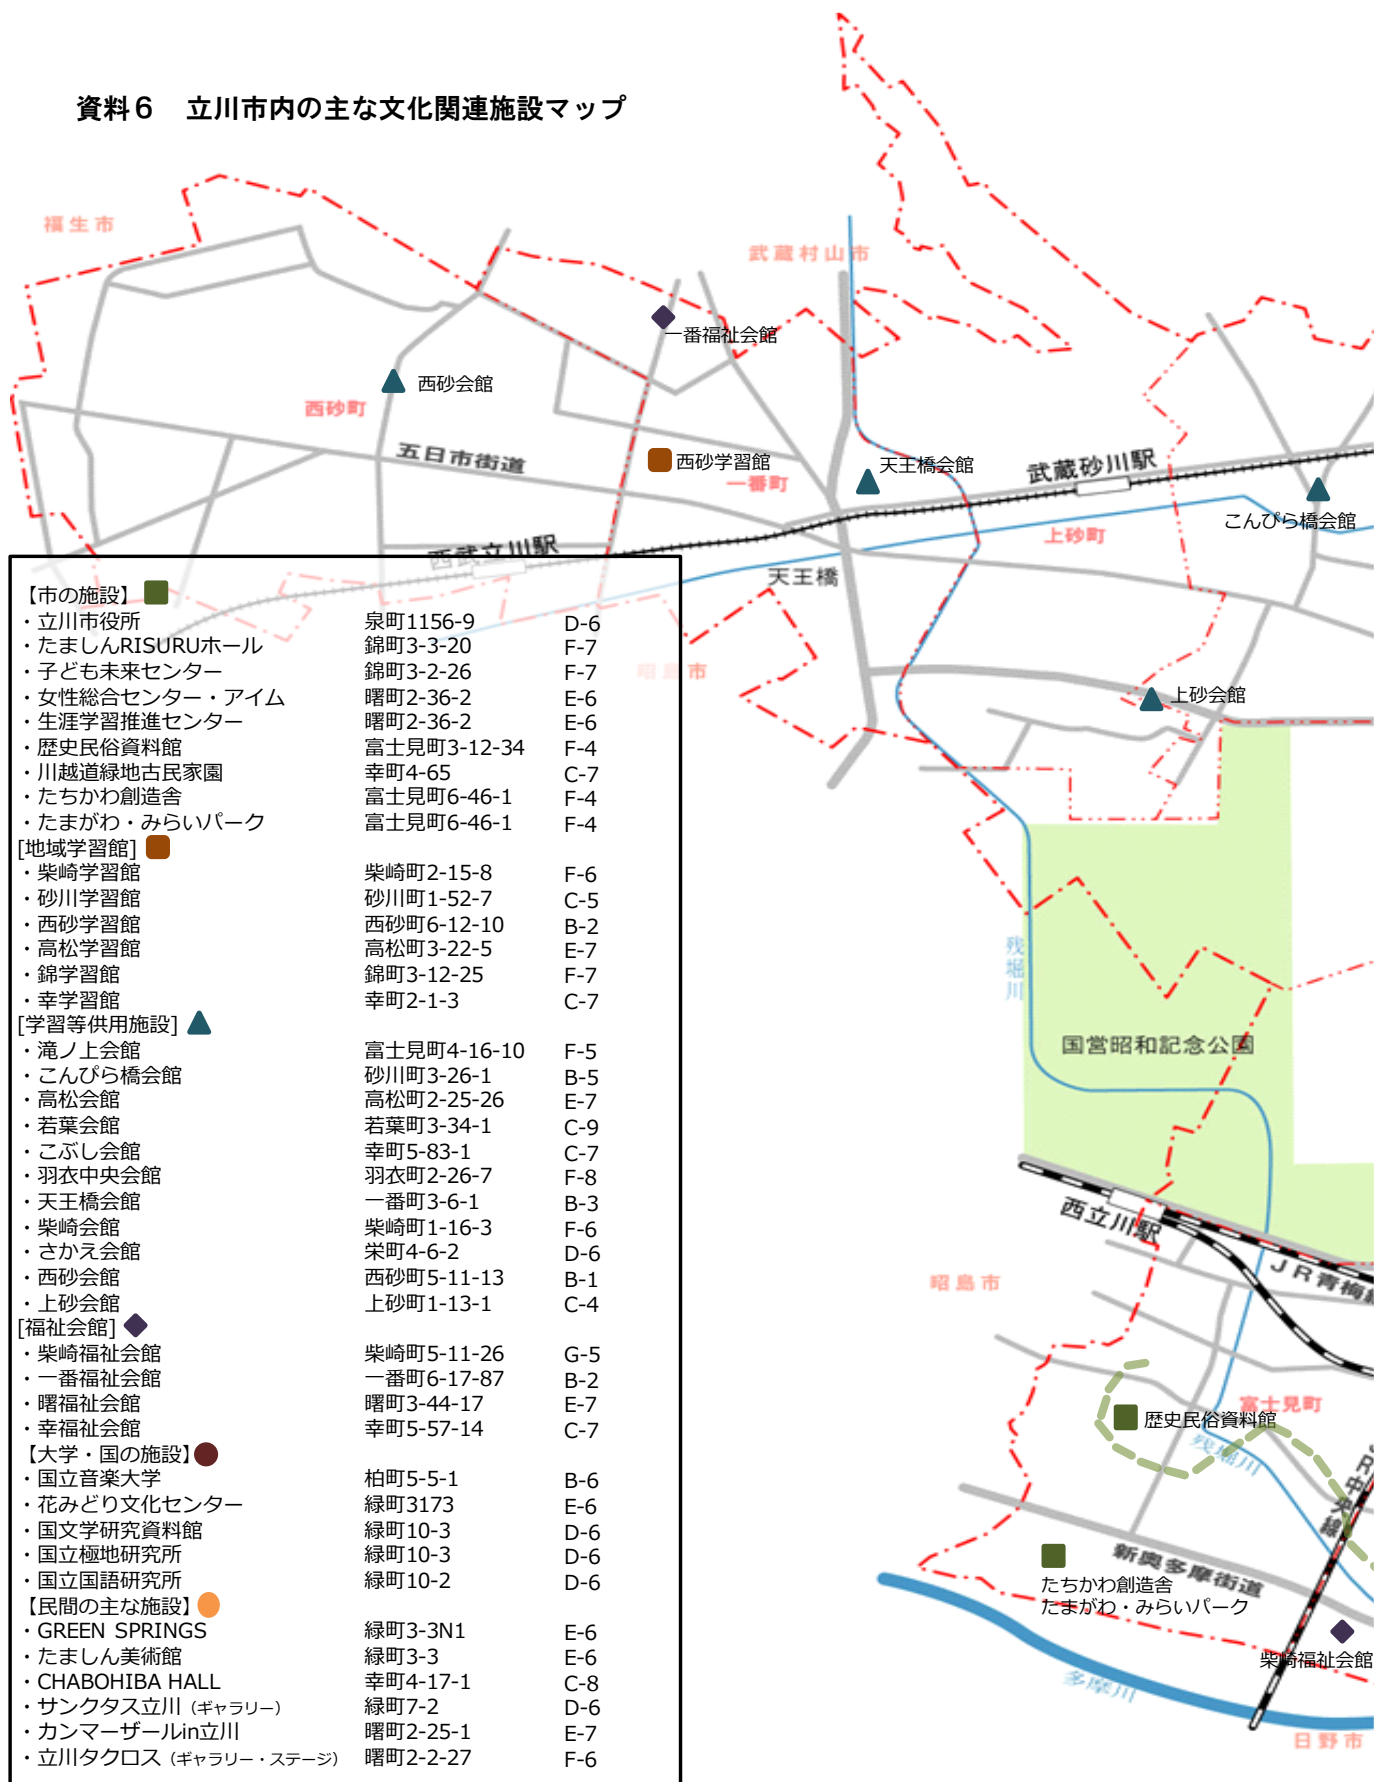 資料6 立川市内の主な文化関連施設マップ
福生市
武蔵村山市
一番福祉会館
西砂会館
西砂町
五日市街道
西砂学習館
一番町
天王橋会館
武蔵砂川駅
こんぴら橋会館
上砂町
西武立川駅
天王橋
昭島市
上砂会館
残堀川
国営昭和記念公園
西立川駅
JR青梅線
昭島市
富士見町
歴史民俗資料館
残堀川
JR中央線
新奥多摩街道
たちかわ創造舎
たまがわ・みらいパーク
柴崎福祉会館
多摩川
日野市
【市の施設】
・立川市役所 泉町1156-9 D-6
・たましんRISURUホール 錦町3-3-20 F-7
・子ども未来センター 錦町3-2-26 F-7
・女性総合センター・アイム 曙町2-36-2 E-6
・生涯学習推進センター 曙町2-36-2 E-6
・歴史民俗資料館 富士見町3-12-34 F-4
・川越道緑地古民家園 幸町4-65 C-7
・たちかわ創造舎 富士見町6-46-1 F-4
・たまがわ・みらいパーク 富士見町6-46-1 F-4
[地域学習館]
・柴崎学習館 柴崎町2-15-8 F-6
・砂川学習館 砂川町1-52-7 C-5
・西砂学習館 西砂町6-12-10 B-2
・高松学習館 高松町3-22-5 E-7
・錦学習館 錦町3-12-25 F-7
・幸学習館 幸町2-1-3 C-7
[学習等供用施設]
・滝ノ上会館 富士見町4-16-10 F-5
・こんぴら橋会館 砂川町3-26-1 B-5
・高松会館 高松町2-25-26 E-7
・若葉会館 若葉町3-34-1 C-9
・こぶし会館 幸町5-83-1 C-7
・羽衣中央会館 羽衣町2-26-7 F-8
・天王橋会館 一番町3-6-1 B-3
・柴崎会館 柴崎町1-16-3 F-6
・さかえ会館 栄町4-6-2 D-6
・西砂会館 西砂町5-11-13 B-1
・上砂会館 上砂町1-13-1 C-4
[福祉会館]
・柴崎福祉会館 柴崎町5-11-26 G-5
・一番福祉会館 一番町6-17-87 B-2
・曙福祉会館 曙町3-44-17 E-7
・幸福祉会館 幸町5-57-14 C-7
【大学・国の施設】
・国立音楽大学 柏町5-5-1 B-6
・花みどり文化センター 緑町3173 E-6
・国文学研究資料館 緑町10-3 D-6
・国立極地研究所 緑町10-3 D-6
・国立国語研究所 緑町10-2 D-6
【民間の主な施設】
・GREEN SPRINGS 緑町3-3N1 E-6
・たましん美術館 緑町3-3 E-6
・CHABOHIBA HALL 幸町4-17-1 C-8
・サンクタス立川(ギャラリー) 緑町7-2 D-6
・カンマーザールin立川 曙町2-25-1 E-7
・立川タクロス(ギャラリー・ステージ) 曙町2-2-27 F-6